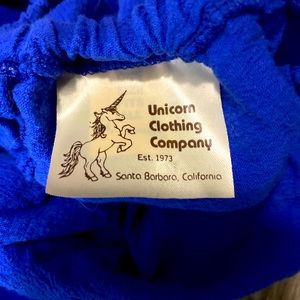 Unicorn
Clothing
Company
Est. 1973
Santa Barbara, California